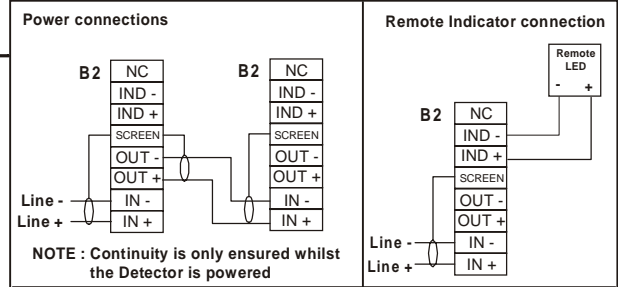 Power connections
B2
NC
IND -
IND +
SCREEN
OUT -
OUT +
IN -
IN +
Line -
Line +
B2
NC
IND -
IND +
SCREEN
OUT -
OUT +
IN -
IN +
NOTE : Continuity is only ensured whilst
the Detector is powered
Remote Indicator connection
Remote
LED
- +
B2
NC
IND -
IND +
SCREEN
OUT -
OUT +
IN -
IN +
Line -
Line +